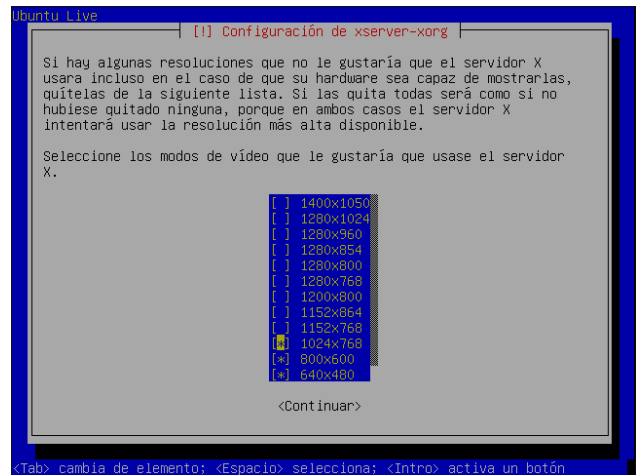 Ubuntu Live
[!] Configuración de xserver-xorg
Si hay algunas resoluciones que no le gustaría que el servidor X
usara incluso en el caso de que su hardware sea capaz de mostrarlas,
quítelas de la siguiente lista. Si las quita todas será como si no
hubiese quitado ninguna, porque en ambos casos el servidor X
intentará usar la resolución más alta disponible.
Seleccione los modos de vídeo que le gustaría que usase el servidor
X.
[ ] 1400x1050
[ ] 1280x1024
[ ] 1280x960
[ ] 1280x854
[ ] 1280x800
[ ] 1280x768
[ ] 1200x800
[ ] 1152x864
[ ] 1152x768
[*] 1024x768
[*] 800x600
[*] 640x480
<Continuar>
<Tab> cambia de elemento; <Espacio> selecciona; <Intro> activa un botón